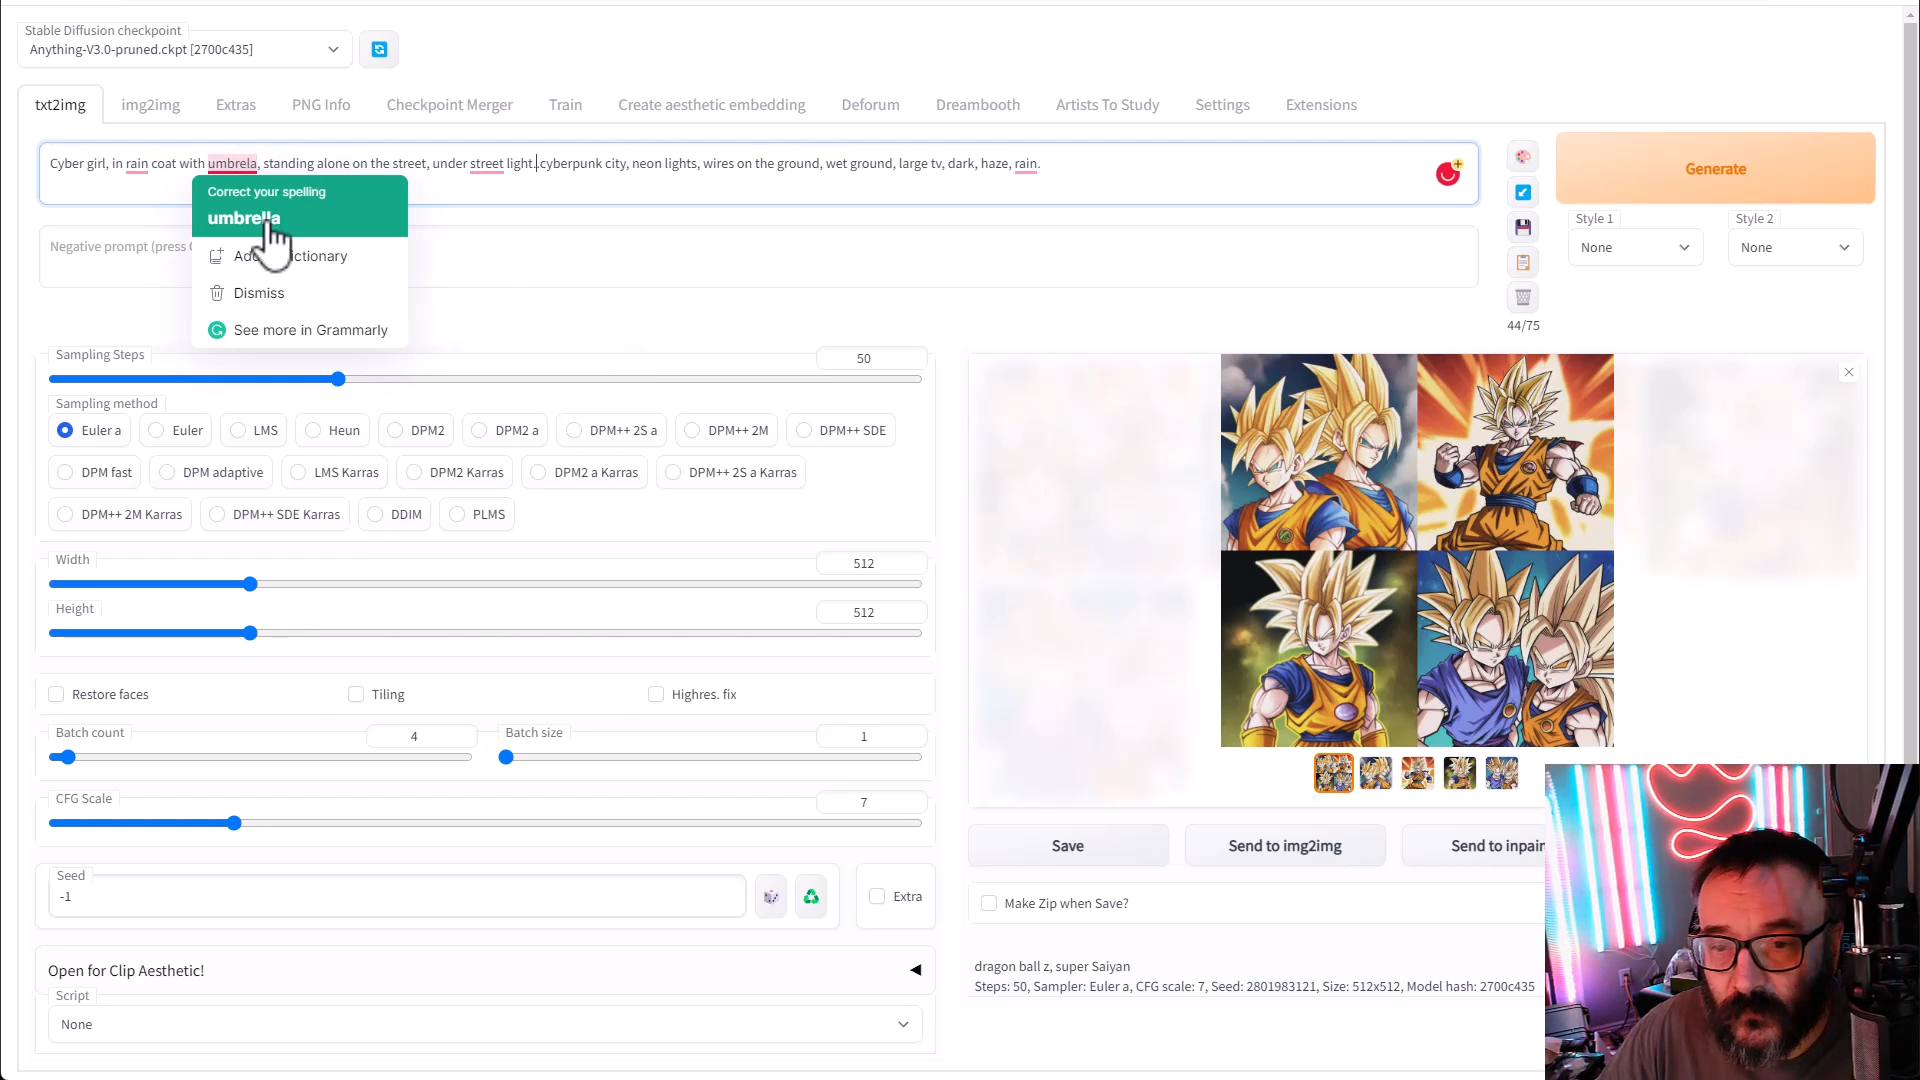 Stable Diffusion checkpoint
Anything-V3.0-pruned.ckpt [2700c435]
txt2img img2img Extras PNG Info Checkpoint Merger Train Create aesthetic embedding Deforum Dreambooth Artists To Study Settings Extensions
Cyber girl, in rain coat with umbrela, standing alone on the street, under street light..cyberpunk city, neon lights, wires on the ground, wet ground, large tv, dark, haze, rain.
Generate
Correct your spelling
umbrella
Style 1 Style 2
None None
Negative prompt (press
Dismiss
See more in Grammarly
44/75
Sampling Steps 50
Sampling method
Euler a Euler LMS Heun DPM2 DPM2 a DPM++ 2S a DPM++ 2M DPM++ SDE
DPM fast DPM adaptive LMS Karras DPM2 Karras DPM2 a Karras DPM++ 2S a Karras
DPM++ 2M Karras DPM++ SDE Karras DDIM PLMS
Width 512
Height 512
Restore faces Tiling Highres. fix
Batch count 4 Batch size 1
CFG Scale 7
Seed
-1
Extra
Save Send to img2img Send to
Make Zip when Save?
Open for Clip Aesthetic!
dragon ball z, super Saiyan
Steps: 50, Sampler: Euler a, CFG scale: 7, Seed: 2801983121, Size: 512x512, Model hash: 2700c435
Script
None